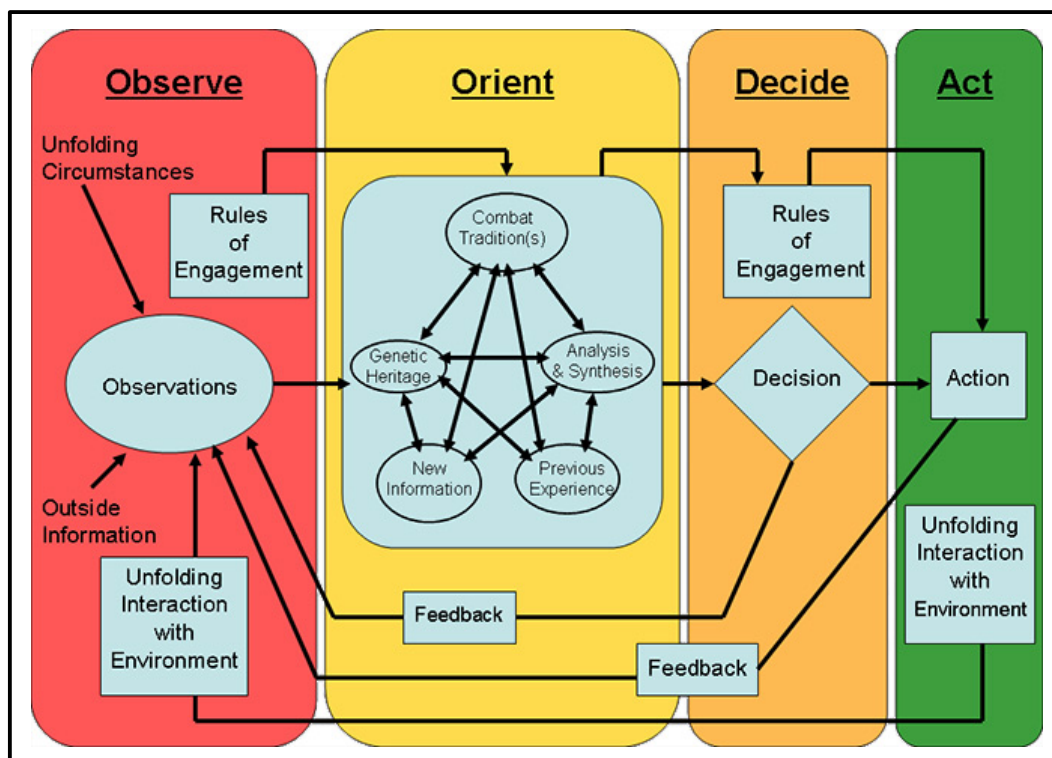 Observe
Orient
Decide
Act
Unfolding
Circumstances
Rules
of
Engagement
Observations
Outside
Information
Unfolding
Interaction
with
Environment
Combat
Tradition(s)
Genetic
Heritage
Analysis
& Synthesis
New
Information
Previous
Experience
Feedback
Rules
of
Engagement
Decision
Feedback
Action
Unfolding
Interaction
with
Environment